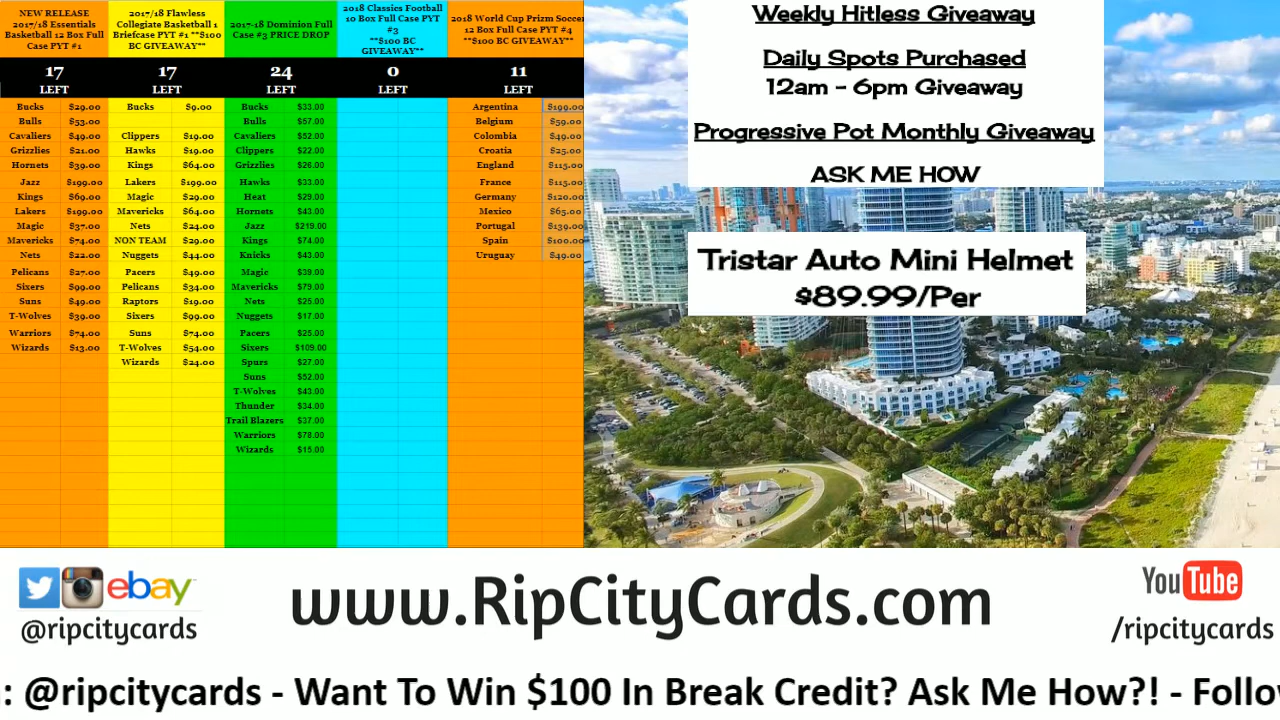 NEW RELEASE
2017/18 Essentials
Basketball 12 Box Full
Case PYT #1
17
LEFT
Bucks $29.00
Bulls $53.00
Cavaliers $49.00
Grizzlies $21.00
Hornets $39.00
Jazz $199.00
Kings $69.00
Lakers $199.00
Magic $37.00
Mavericks $74.00
Nets $22.00
Pelicans $27.00
Sixers $99.00
Suns $49.00
T-Wolves $39.00
Warriors $74.00
Wizards $13.00
2017/18 Flawless
Collegiate Basketball 1
Briefcase PYT #1 **$100
BC GIVEAWAY**
17
LEFT
Bucks $9.00
Clippers $19.00
Hawks $19.00
Kings $64.00
Lakers $199.00
Magic $29.00
Mavericks $64.00
Nets $24.00
NON TEAM $29.00
Nuggets $44.00
Pacers $49.00
Pelicans $34.00
Raptors $19.00
Sixers $99.00
Suns $74.00
T-Wolves $54.00
Wizards $24.00
2017-18 Dominion Full
Case #3 PRICE DROP
24
LEFT
Bucks $33.00
Bulls $57.00
Cavaliers $52.00
Clippers $22.00
Grizzlies $26.00
Hawks $33.00
Heat $29.00
Hornets $43.00
Jazz $219.00
Kings $74.00
Knicks $43.00
Magic $39.00
Mavericks $79.00
Nets $25.00
Nuggets $17.00
Pacers $25.00
Sixers $109.00
Spurs $27.00
Suns $52.00
T-Wolves $43.00
Thunder $34.00
Trail Blazers $37.00
Warriors $78.00
Wizards $15.00
2018 Classics Football
10 Box Full Case PYT
#3
**$100 BC
GIVEAWAY**
0
LEFT
2018 World Cup Prizm Soccer
12 Box Full Case PYT #4
**$100 BC GIVEAWAY**
11
LEFT
Argentina $199.00
Belgium $59.00
Colombia $49.00
Croatia $25.00
England $115.00
France $115.00
Germany $120.00
Mexico $65.00
Portugal $139.00
Spain $100.00
Uruguay $49.00
Weekly Hitless Giveaway
Daily Spots Purchased
12am - 6pm Giveaway
Progressive Pot Monthly Giveaway
ASK ME HOW
Tristar Auto Mini Helmet
$89.99/Per
ebay
@ripcitycards
www.RipCityCards.com
YouTube
/ripcitycards
: @ripcitycards - Want To Win $100 In Break Credit? Ask Me How?! - Follo